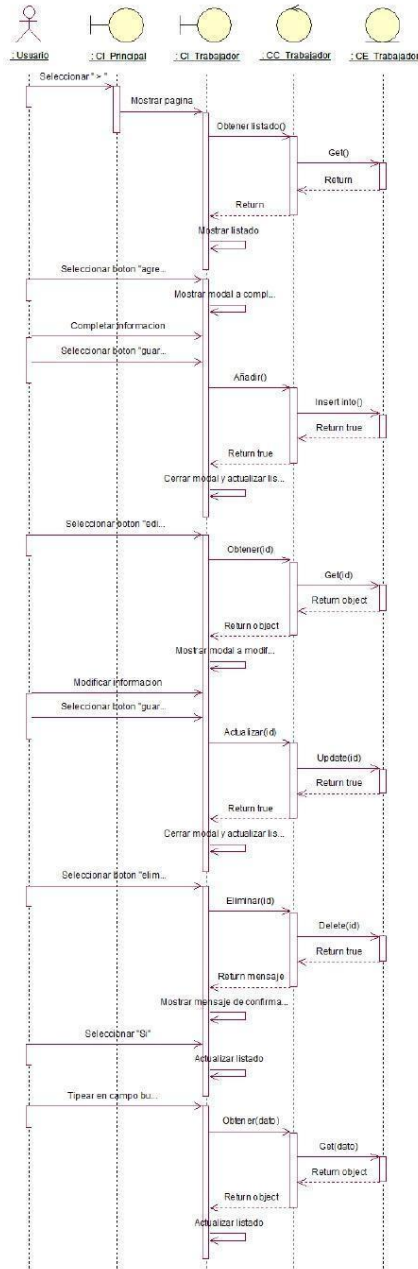 : Usuario
: CI_Principal
: CI_Trabajador
: CC_Trabajador
: CE_Trabajador
Seleccionar " > "
Mostrar pagina
Obtener listado()
Get()
Return
Return
Mostrar listado
Seleccionar boton "agre...
Mostrar modal a compl...
Completar informacion
Seleccionar boton "guar...
Añadir()
Insert into()
Return true
Return true
Cerrar modal y actualizar lis...
Seleccionar boton "edi...
Obtener(id)
Get(id)
Return object
Return object
Mostrar modal a modif...
Modificar informacion
Seleccionar boton "guar...
Actualizar(id)
Update(id)
Return true
Return true
Cerrar modal y actualizar lis...
Seleccionar boton "elim...
Eliminar(id)
Delete(id)
Return true
Return mensaje
Mostrar mensaje de confirma...
Seleccionar "Si"
Actualizar listado
Tipear en campo bu...
Obtener(dato)
Get(dato)
Return object
Return object
Actualizar listado